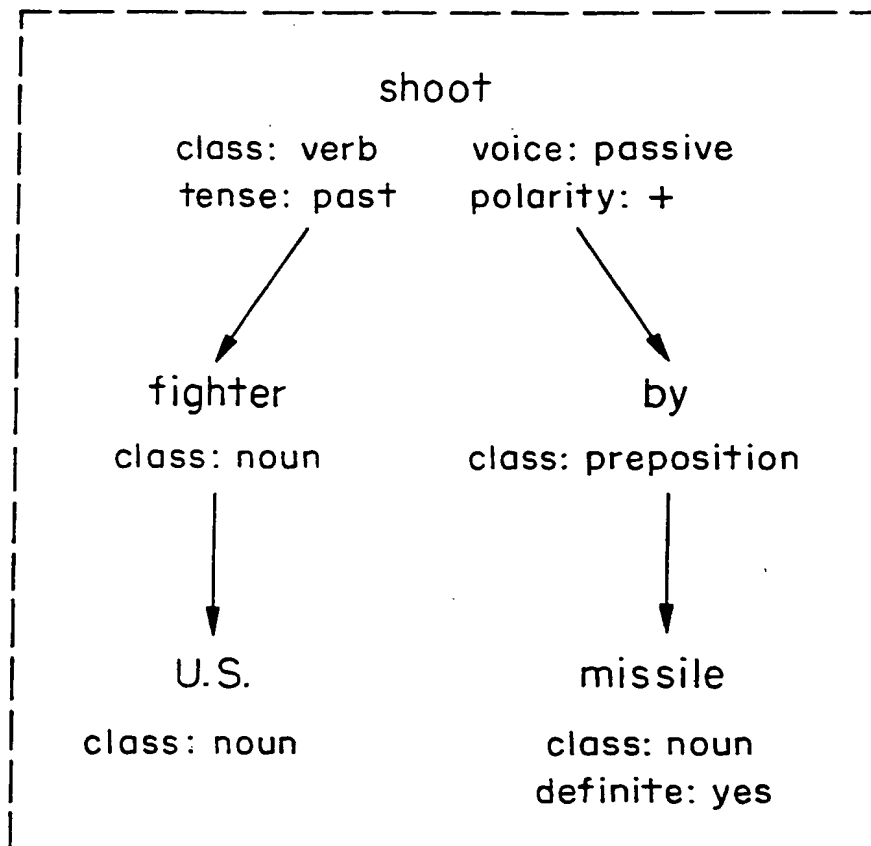 shoot
class: verb voice: passive
tense: past polarity: +
fighter by
class: noun class: preposition
U.S. missile
class: noun class: noun
definite: yes